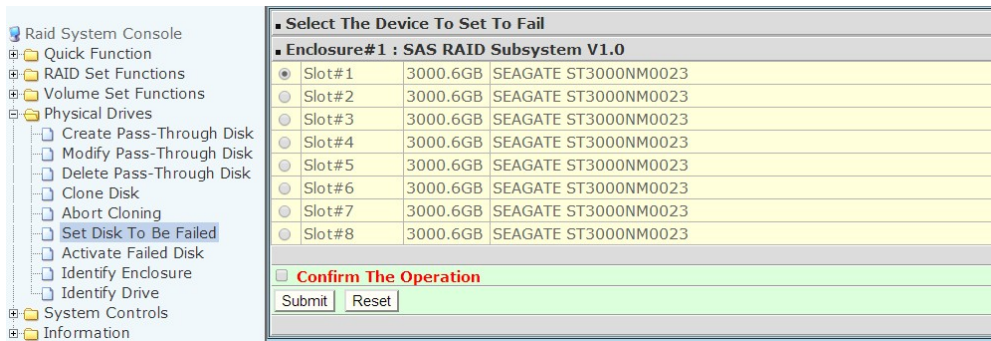 Raid System Console
Quick Function
RAID Set Functions
Volume Set Functions
Physical Drives
Create Pass-Through Disk
Modify Pass-Through Disk
Delete Pass-Through Disk
Clone Disk
Abort Cloning
Set Disk To Be Failed
Activate Failed Disk
Identify Enclosure
Identify Drive
System Controls
Information
Select The Device To Set To Fail
Enclosure#1 : SAS RAID Subsystem V1.0
Slot#1 3000.6GB SEAGATE ST3000NM0023
Slot#2 3000.6GB SEAGATE ST3000NM0023
Slot#3 3000.6GB SEAGATE ST3000NM0023
Slot#4 3000.6GB SEAGATE ST3000NM0023
Slot#5 3000.6GB SEAGATE ST3000NM0023
Slot#6 3000.6GB SEAGATE ST3000NM0023
Slot#7 3000.6GB SEAGATE ST3000NM0023
Slot#8 3000.6GB SEAGATE ST3000NM0023
Confirm The Operation
Submit Reset